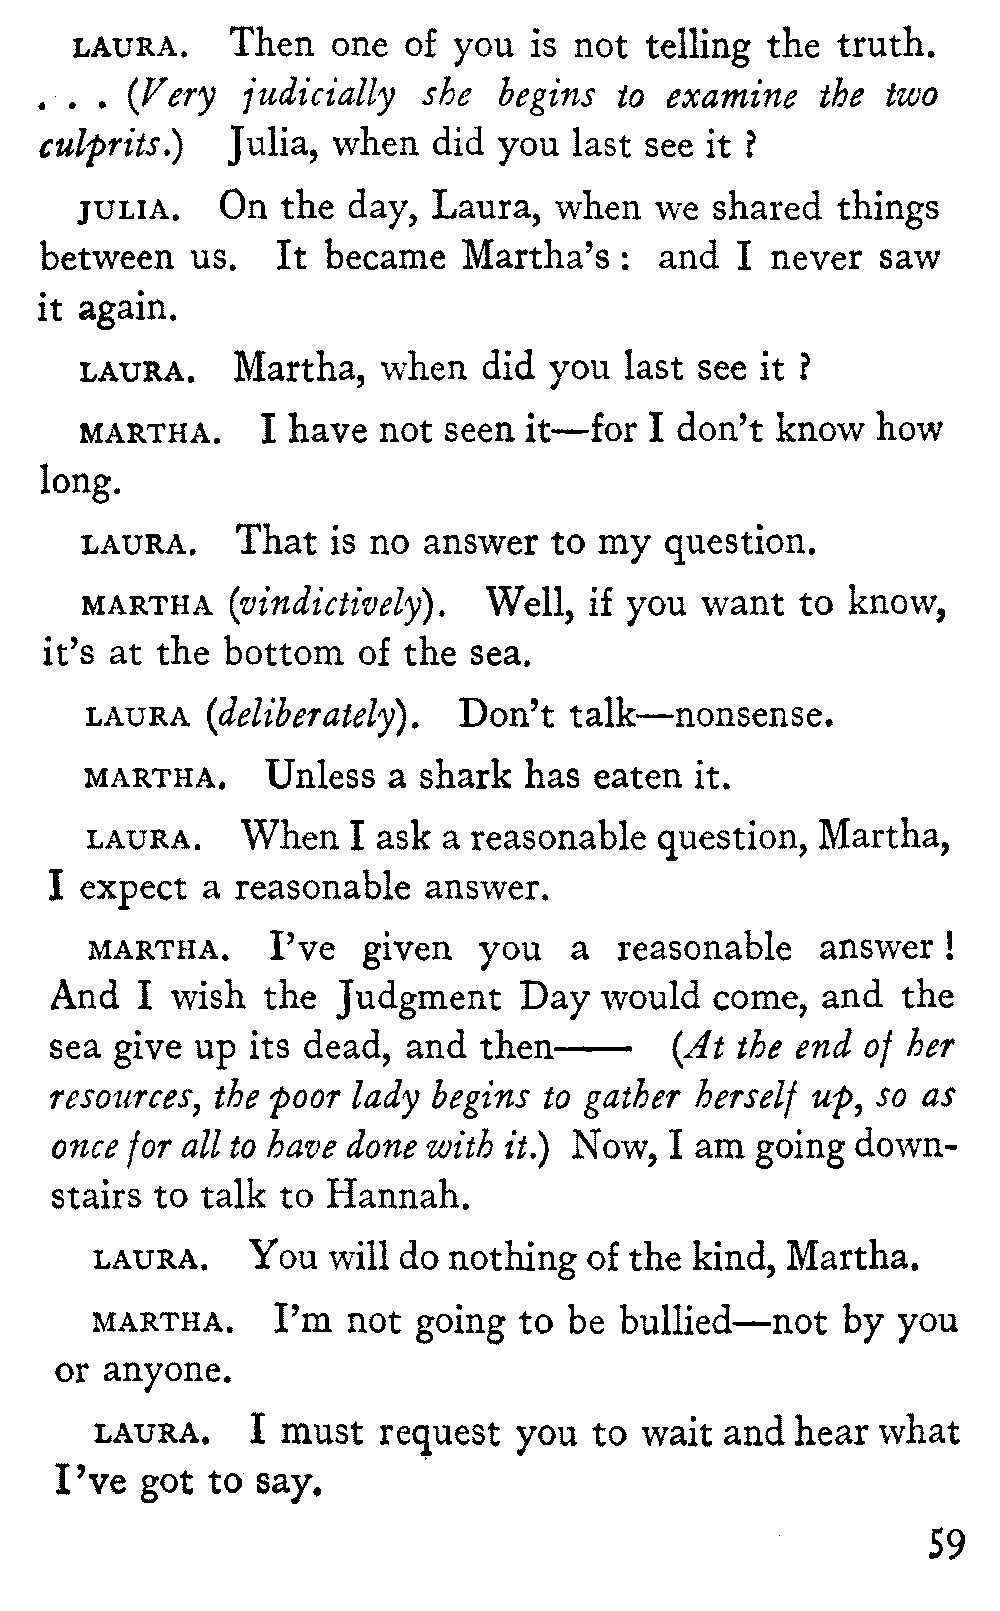 LAURA. Then one of you is not telling the truth.
. . . (Very judicially she begins to examine the two
culprits.) Julia, when did you last see it ?
JULIA. On the day, Laura, when we shared things
between us. It became Martha’s : and I never saw
it again.
LAURA. Martha, when did you last see it ?
MARTHA. I have not seen it—for I don’t know how
long.
LAURA. That is no answer to my question.
MARTHA (vindictively). Well, if you want to know,
it’s at the bottom of the sea.
LAURA (deliberately). Don’t talk—nonsense.
MARTHA. Unless a shark has eaten it.
LAURA. When I ask a reasonable question, Martha,
I expect a reasonable answer.
MARTHA. I’ve given you a reasonable answer !
And I wish the Judgment Day would come, and the
sea give up its dead, and then—— (At the end of her
resources, the poor lady begins to gather herself up, so as
once for all to have done with it.) Now, I am going down-
stairs to talk to Hannah.
LAURA. You will do nothing of the kind, Martha.
MARTHA. I’m not going to be bullied—not by you
or anyone.
LAURA. I must request you to wait and hear what
I’ve got to say.
59